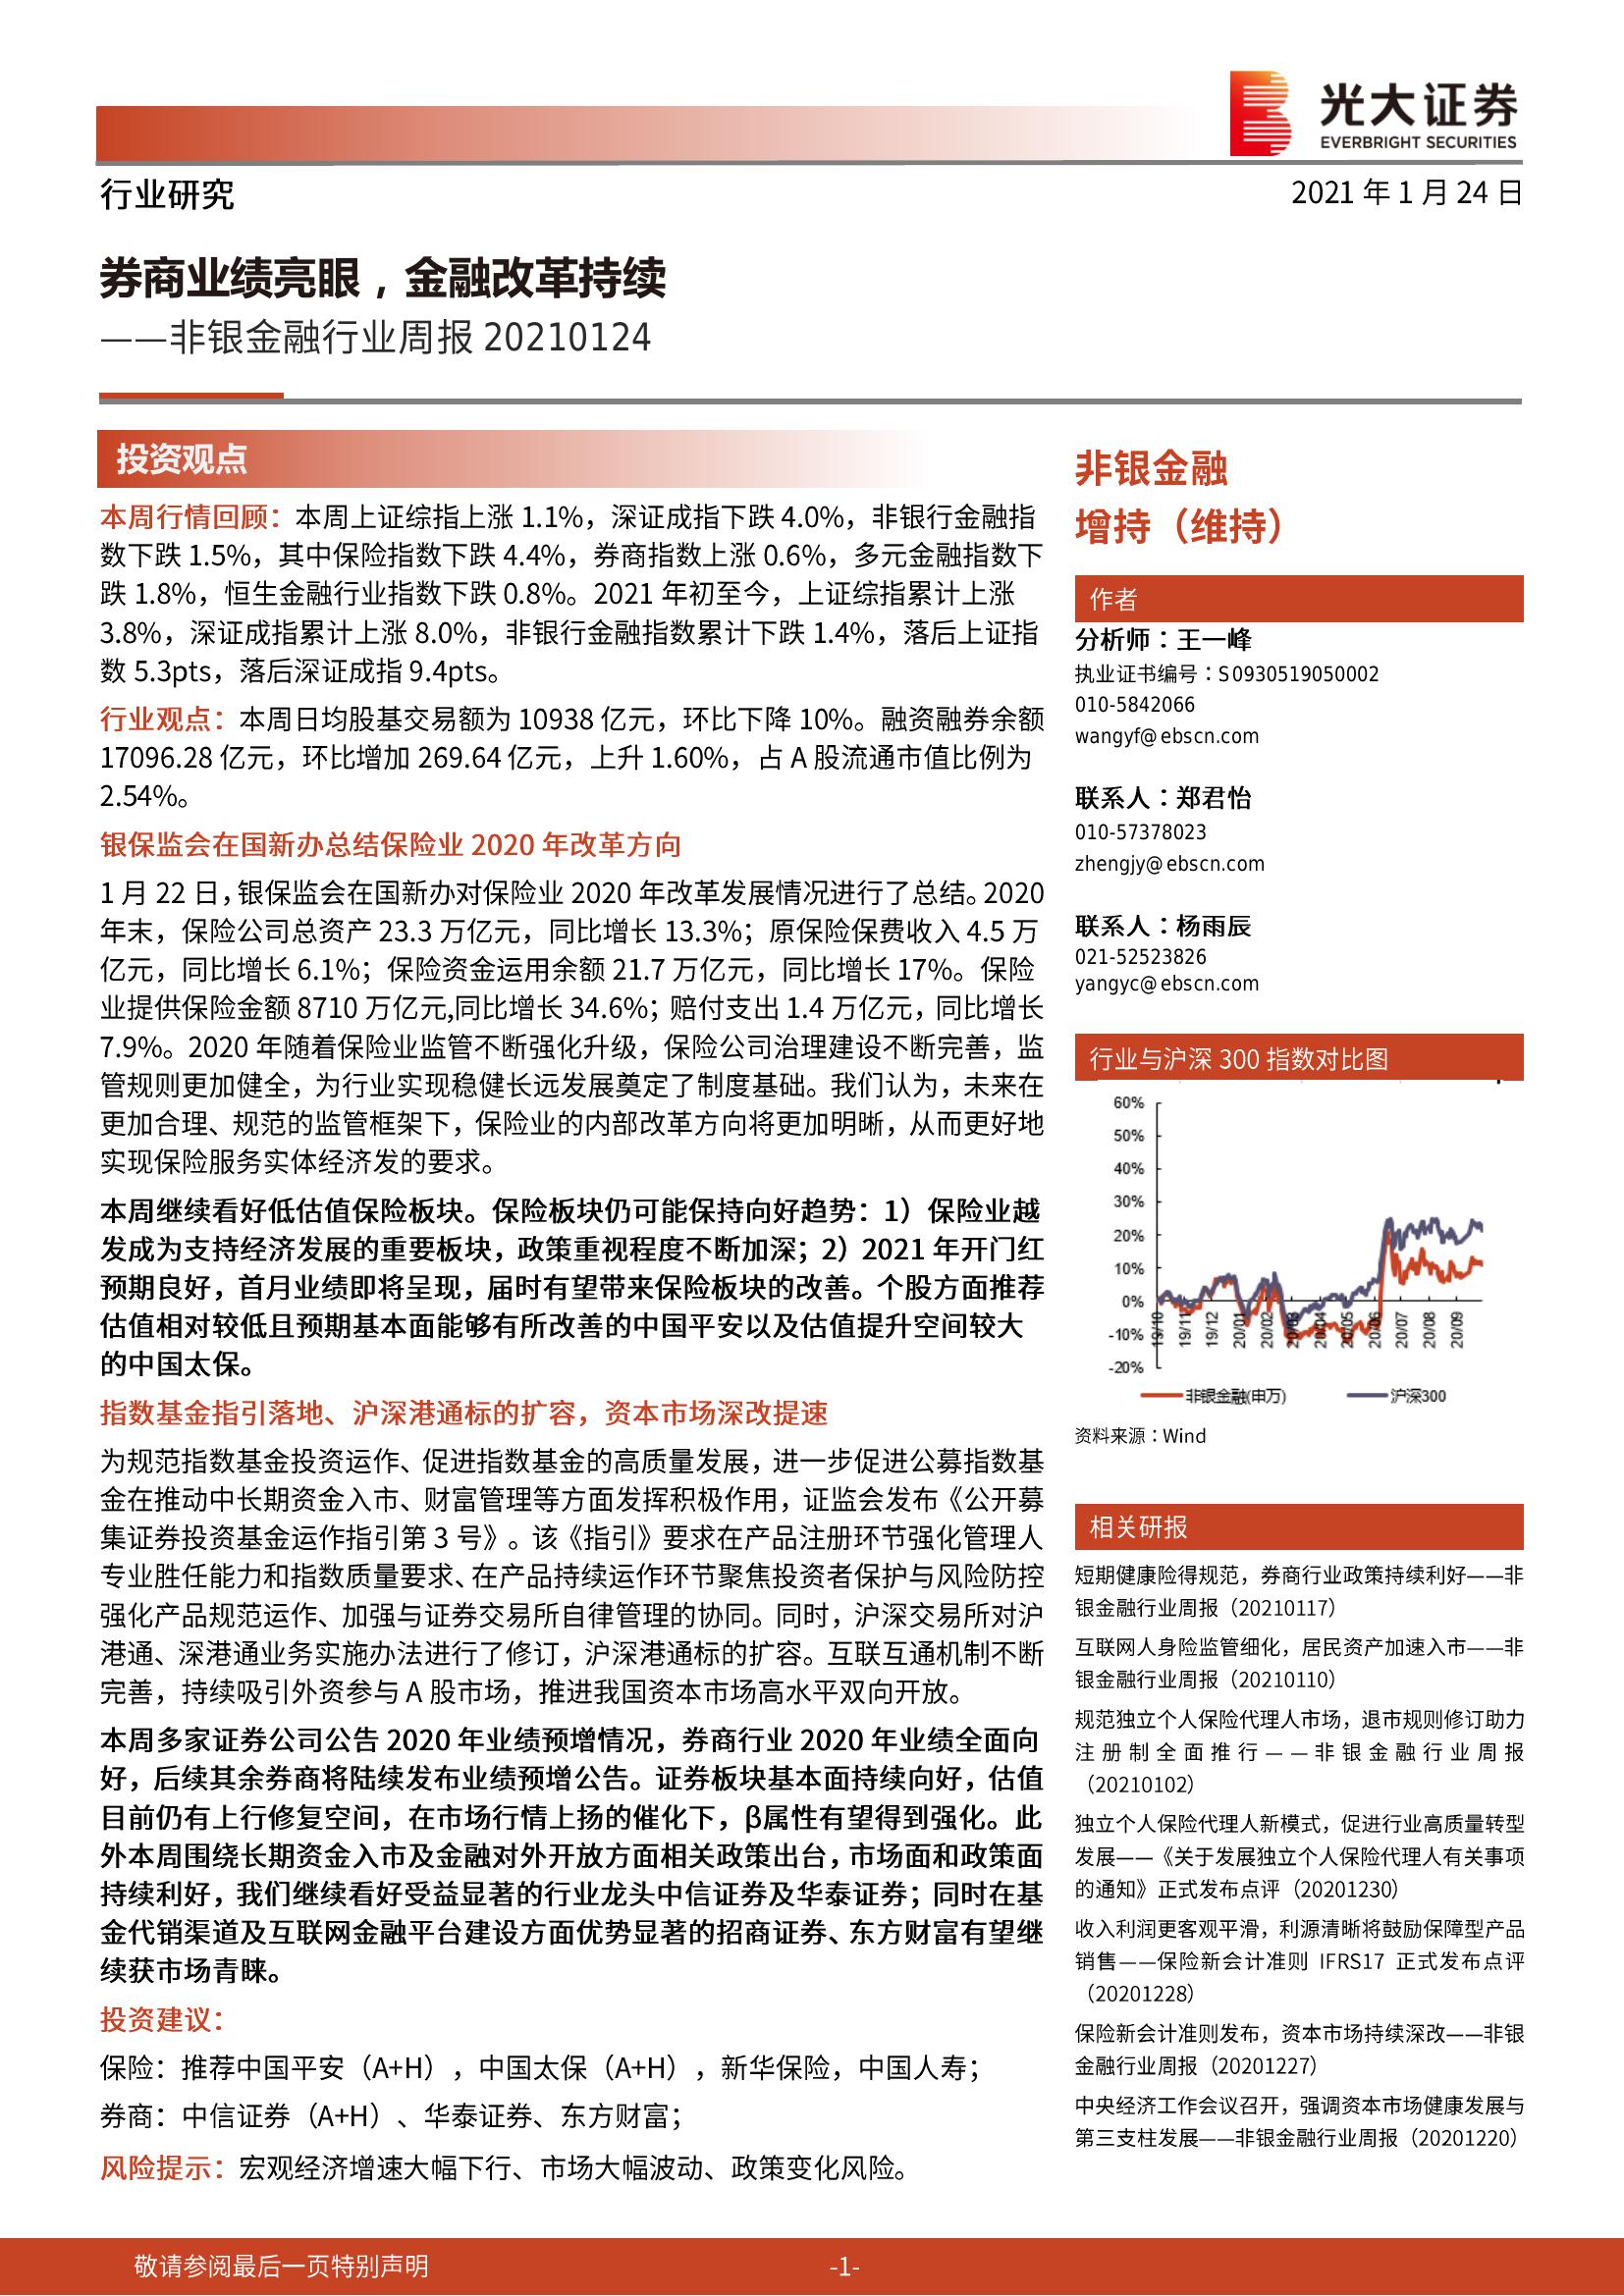 光大证券
EVERBRIGHT SECURITIES
行业研究
2021 年 1 月 24 日
券商业绩亮眼，金融改革持续
——非银金融行业周报 20210124
投资观点
本周行情回顾：本周上证综指上涨 1.1%，深证成指下跌 4.0%，非银行金融指
数下跌 1.5%，其中保险指数下跌 4.4%，券商指数上涨 0.6%，多元金融指数下
跌 1.8%，恒生金融行业指数下跌 0.8%。2021 年初至今，上证综指累计上涨
3.8%，深证成指累计上涨 8.0%，非银行金融指数累计下跌 1.4%，落后上证指
数 5.3pts，落后深证成指 9.4pts。
行业观点：本周日均股基交易额为 10938 亿元，环比下降 10%。融资融券余额
17096.28 亿元，环比增加 269.64 亿元，上升 1.60%，占 A 股流通市值比例为
2.54%。
银保监会在国新办总结保险业 2020 年改革方向
1 月 22 日，银保监会在国新办对保险业 2020 年改革发展情况进行了总结。2020
年末，保险公司总资产 23.3 万亿元，同比增长 13.3%；原保险保费收入 4.5 万
亿元，同比增长 6.1%；保险资金运用余额 21.7 万亿元，同比增长 17%。保险
业提供保险金额 8710 万亿元,同比增长 34.6%；赔付支出 1.4 万亿元，同比增长
7.9%。2020 年随着保险业监管不断强化升级，保险公司治理建设不断完善，监
管规则更加健全，为行业实现稳健长远发展奠定了制度基础。我们认为，未来在
更加合理、规范的监管框架下，保险业的内部改革方向将更加明晰，从而更好地
实现保险服务实体经济发的要求。
本周继续看好低估值保险板块。保险板块仍可能保持向好趋势：1）保险业越
发成为支持经济发展的重要板块，政策重视程度不断加深；2）2021 年开门红
预期良好，首月业绩即将呈现，届时有望带来保险板块的改善。个股方面推荐
估值相对较低且预期基本面能够有所改善的中国平安以及估值提升空间较大
的中国太保。
指数基金指引落地、沪深港通标的扩容，资本市场深改提速
为规范指数基金投资运作、促进指数基金的高质量发展，进一步促进公募指数基
金在推动中长期资金入市、财富管理等方面发挥积极作用，证监会发布《公开募
集证券投资基金运作指引第 3 号》。该《指引》要求在产品注册环节强化管理人
专业胜任能力和指数质量要求、在产品持续运作环节聚焦投资者保护与风险防控
强化产品规范运作、加强与证券交易所自律管理的协同。同时，沪深交易所对沪
港通、深港通业务实施办法进行了修订，沪深港通标的扩容。互联互通机制不断
完善，持续吸引外资参与 A 股市场，推进我国资本市场高水平双向开放。
本周多家证券公司公告 2020 年业绩预增情况，券商行业 2020 年业绩全面向
好，后续其余券商将陆续发布业绩预增公告。证券板块基本面持续向好，估值
目前仍有上行修复空间，在市场行情上扬的催化下，β属性有望得到强化。此
外本周围绕长期资金入市及金融对外开放方面相关政策出台，市场面和政策面
持续利好，我们继续看好受益显著的行业龙头中信证券及华泰证券；同时在基
金代销渠道及互联网金融平台建设方面优势显著的招商证券、东方财富有望继
续获市场青睐。
投资建议：
保险：推荐中国平安（A+H），中国太保（A+H），新华保险，中国人寿；
券商：中信证券（A+H）、华泰证券、东方财富；
风险提示：宏观经济增速大幅下行、市场大幅波动、政策变化风险。
非银金融
增持（维持）
作者
分析师：王一峰
执业证书编号：S0930519050002
010-5842066
wangyf@ebscn.com
联系人：郑君怡
010-57378023
zhengjy@ebscn.com
联系人：杨雨辰
021-52523826
yangyc@ebscn.com
行业与沪深 300 指数对比图
60%
50%
40%
30%
20%
10%
0%
-10%
-20%
19/10 19/11 19/12 20/01 20/02 20/03 20/04 20/05 20/06 20/07 20/08 20/09
非银金融(申万) 沪深300
资料来源：Wind
相关研报
短期健康险得规范，券商行业政策持续利好——非
银金融行业周报（20210117）
互联网人身险监管细化，居民资产加速入市——非
银金融行业周报（20210110）
规范独立个人保险代理人市场，退市规则修订助力
注册制全面推行——非银金融行业周报
（20210102）
独立个人保险代理人新模式，促进行业高质量转型
发展——《关于发展独立个人保险代理人有关事项
的通知》正式发布点评（20201230）
收入利润更客观平滑，利源清晰将鼓励保障型产品
销售——保险新会计准则 IFRS17 正式发布点评
（20201228）
保险新会计准则发布，资本市场持续深改——非银
金融行业周报（20201227）
中央经济工作会议召开，强调资本市场健康发展与
第三支柱发展——非银金融行业周报（20201220）
敬请参阅最后一页特别声明
-1-